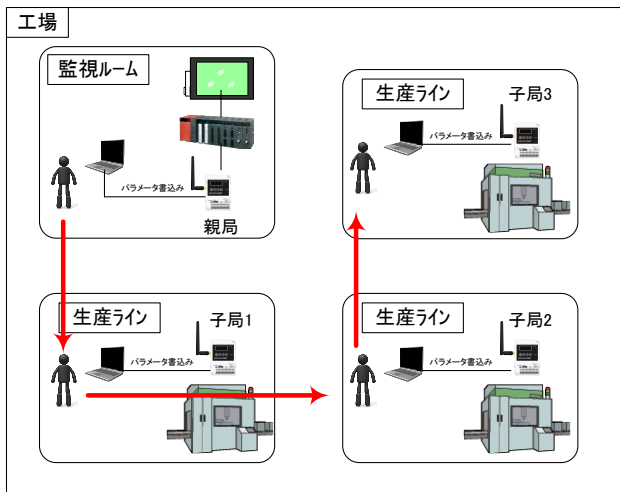 工場
監視ルーム
パラメータ書込み
親局
生産ライン
子局1
パラメータ書込み
生産ライン
子局2
パラメータ書込み
生産ライン
子局3
パラメータ書込み